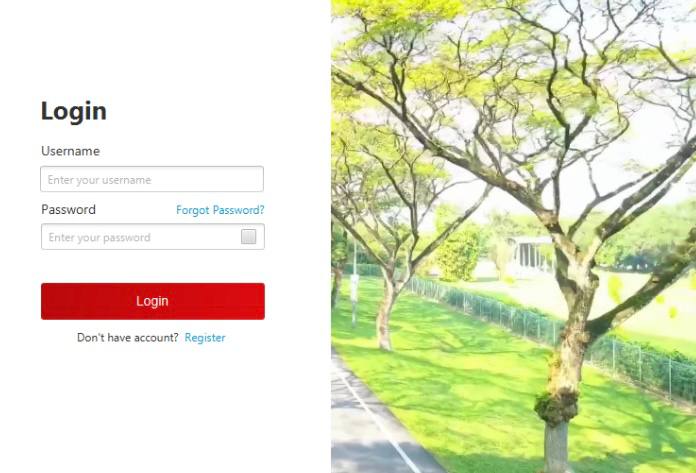 Login
Username
Enter your username
Password Forgot Password?
Enter your password
Login
Don't have account? Register